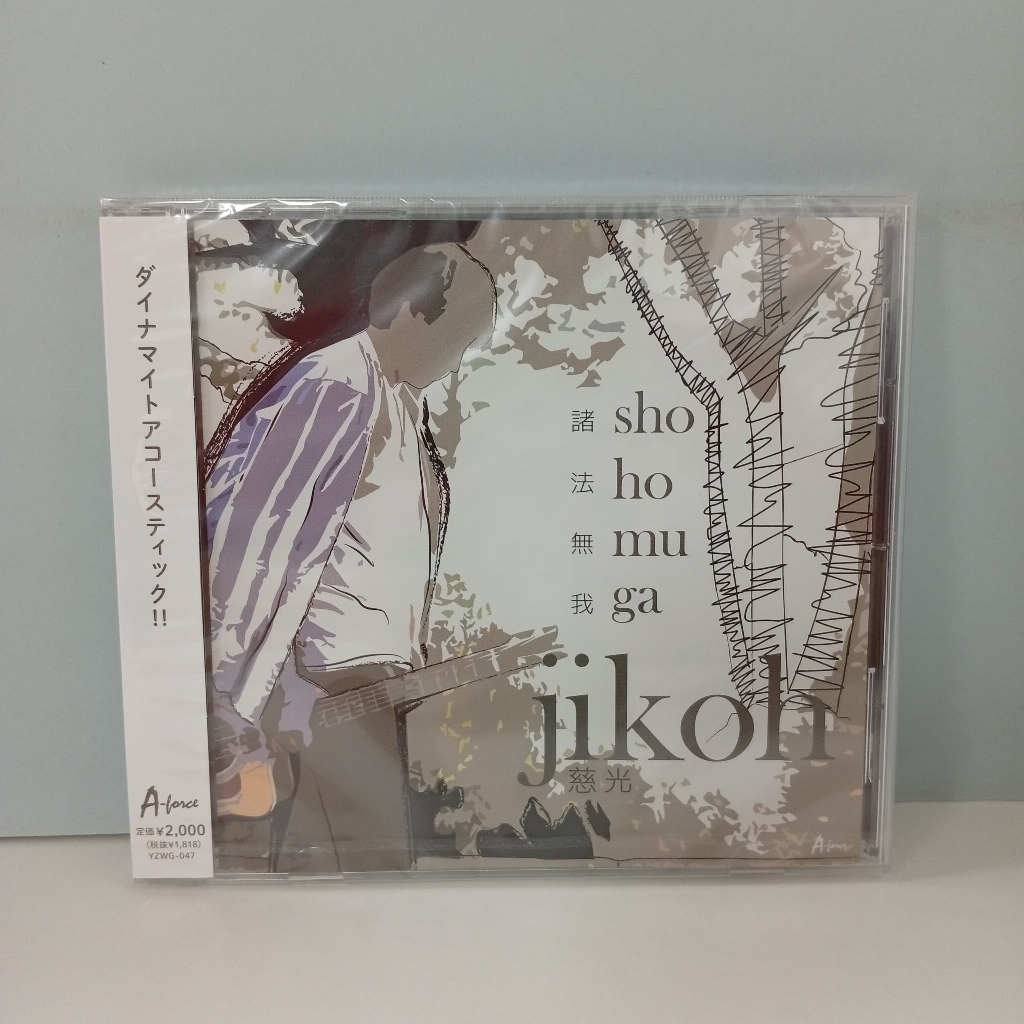 ダイナマイトアコースティック!!
A-force
定価¥2,000
(税抜¥1,818)
YZWG-047
諸 sho
法 ho
無 mu
我 ga
jikoh
慈光
A-force